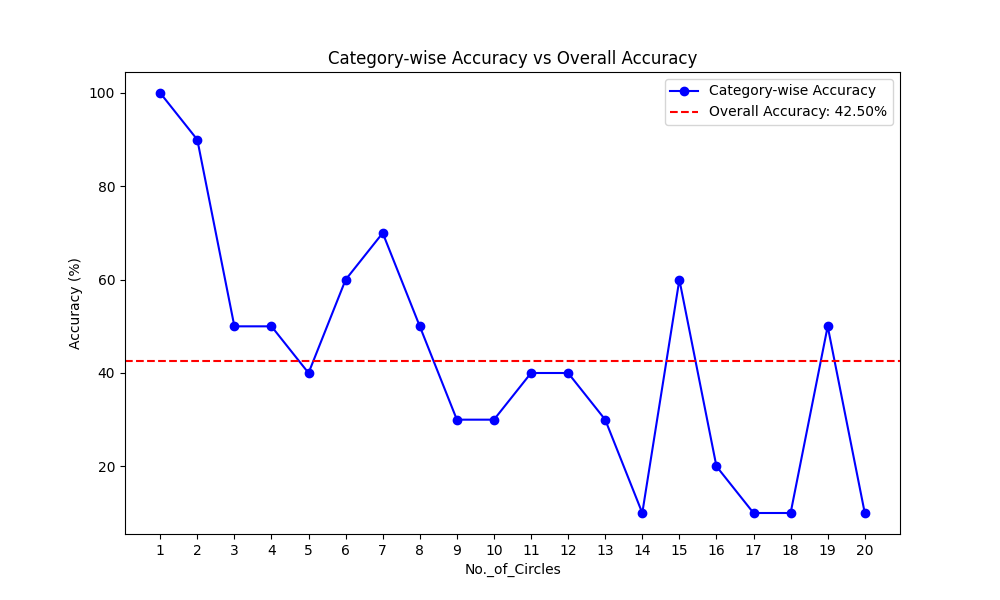 Category-wise Accuracy vs Overall Accuracy
Category-wise Accuracy
Overall Accuracy: 42.50%
Accuracy (%)
100
80
60
40
20
1 2 3 4 5 6 7 8 9 10 11 12 13 14 15 16 17 18 19 20
No._of_Circles